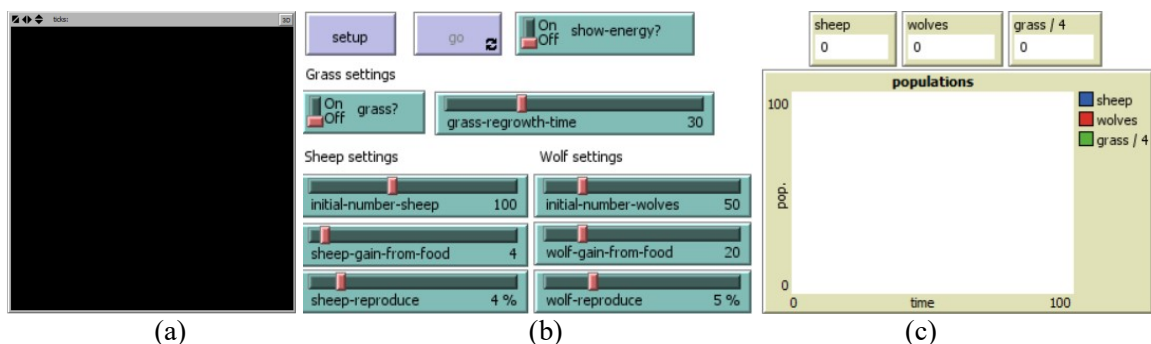 ticks:
3D
setup
go
On
Off
show-energy?
Grass settings
On
Off
grass?
grass-regrowth-time 30
Sheep settings
Wolf settings
initial-number-sheep 100
initial-number-wolves 50
sheep-gain-from-food 4
wolf-gain-from-food 20
sheep-reproduce 4 %
wolf-reproduce 5 %
sheep
0
wolves
0
grass / 4
0
populations
100
pop.
0
0
time
100
sheep
wolves
grass / 4
(a)
(b)
(c)